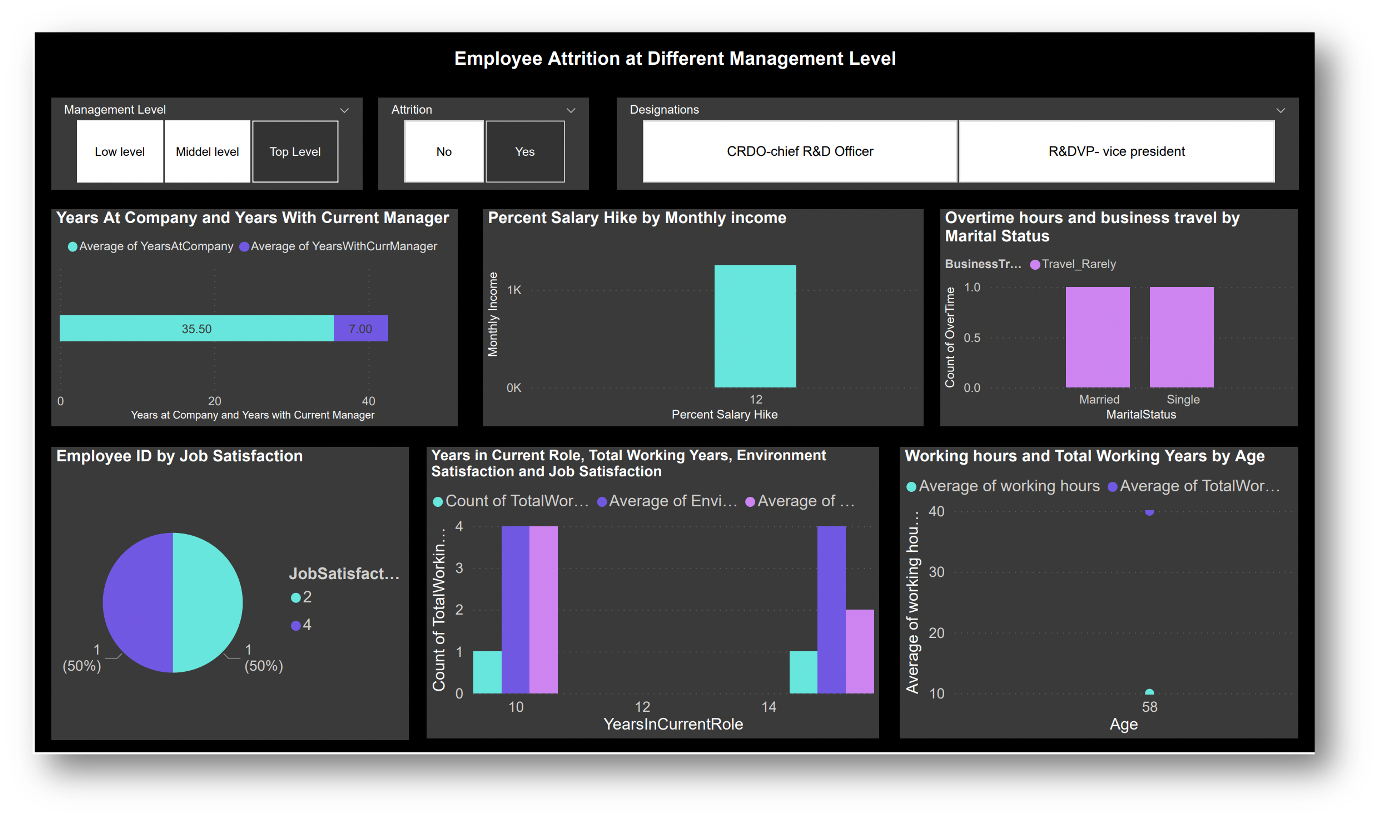 Employee Attrition at Different Management Level
Management Level
Low level
Middel level
Top Level
Attrition
No
Yes
Designations
CRDO-chief R&D Officer
R&DVP- vice president
Years At Company and Years With Current Manager
Average of YearsAtCompany
Average of YearsWithCurrManager
35.50
7.00
0
20
40
Years at Company and Years with Current Manager
Percent Salary Hike by Monthly income
Monthly Income
1K
0K
12
Percent Salary Hike
Overtime hours and business travel by
Marital Status
BusinessTr...
Travel_Rarely
Count of OverTime
1.0
0.5
0.0
Married
Single
MaritalStatus
Employee ID by Job Satisfaction
1
(50%)
1
(50%)
JobSatisfact...
2
4
Years in Current Role, Total Working Years, Environment
Satisfaction and Job Satisfaction
Count of TotalWor...
Average of Envi...
Average of ...
Count of TotalWorkin...
4
3
2
1
0
10
12
14
YearsInCurrentRole
Working hours and Total Working Years by Age
Average of working hours
Average of TotalWor...
Average of working hou...
40
30
20
10
58
Age